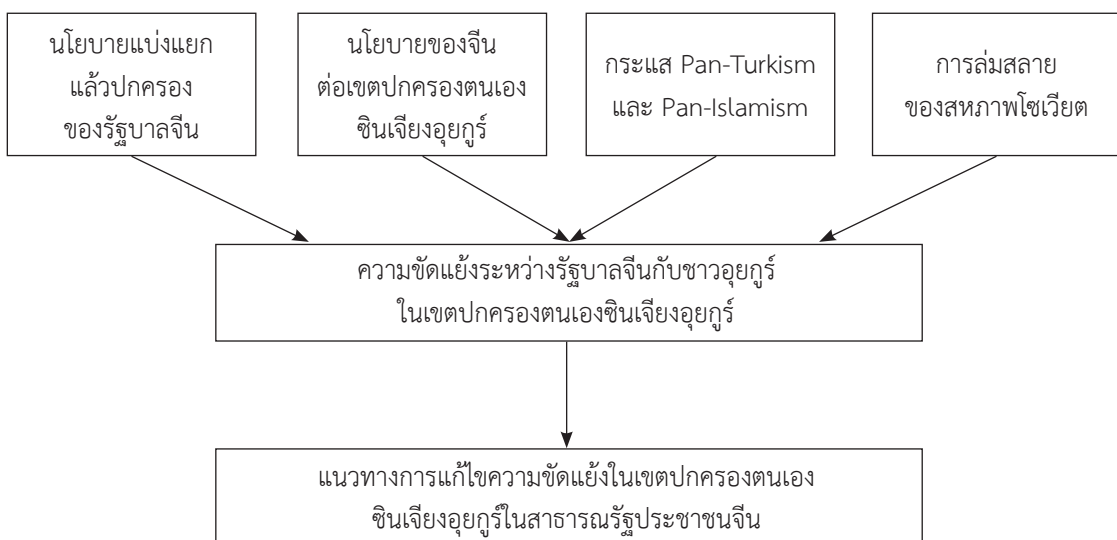 นโยบายแบ่งแยก
แล้วปกครอง
ของรัฐบาลจีน
นโยบายของจีน
ต่อเขตปกครองตนเอง
ซินเจียงอุยกูร์
กระแส Pan-Turkism
และ Pan-Islamism
การล่มสลาย
ของสหภาพโซเวียต
ความขัดแย้งระหว่างรัฐบาลจีนกับชาวอุยกูร์
ในเขตปกครองตนเองซินเจียงอุยกูร์
แนวทางการแก้ไขความขัดแย้งในเขตปกครองตนเอง
ซินเจียงอุยกูร์ในสาธารณรัฐประชาชนจีน